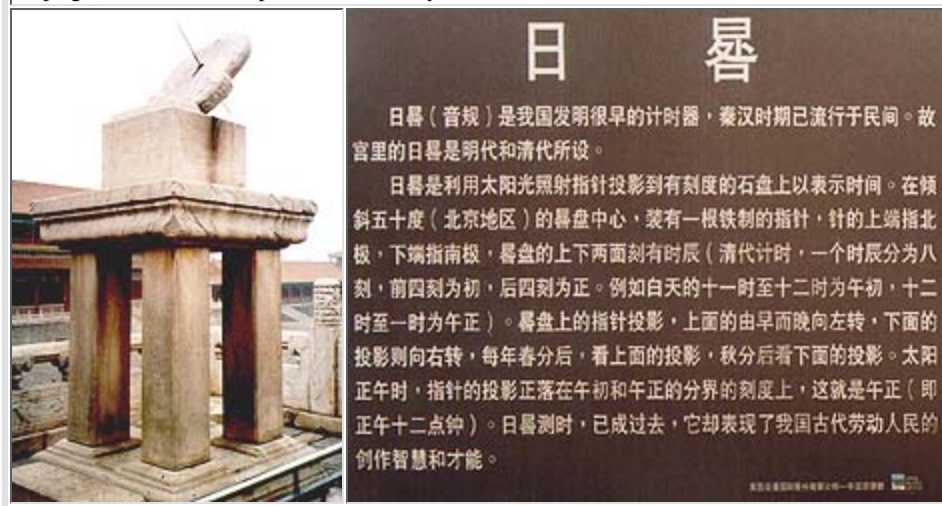 日 晷
日晷（音规）是我国发明很早的计时器，秦汉时期已流行于民间。故
宫里的日晷是明代和清代所设。
日晷是利用太阳光照射指针投影到有刻度的石盘上以表示时间。在倾
斜五十度（北京地区）的晷盘中心，装有一根铁制的指针，针的上端指北
极，下端指南极，晷盘的上下两面刻有时辰（清代计时，一个时辰分为八
刻，前四刻为初，后四刻为正。例如白天的十一时至十二时为午初，十二
时至一时为午正）。晷盘上的指针投影，上面的由早而晚向左转，下面的
投影则向右转，每年春分后，看上面的投影，秋分后看下面的投影。太阳
正午时，指针的投影正落在午初和午正的分界的刻度上，这就是午正（即
正午十二点钟）。日晷测时，已成过去，它却表现了我国古代劳动人民的
创作智慧和才能。